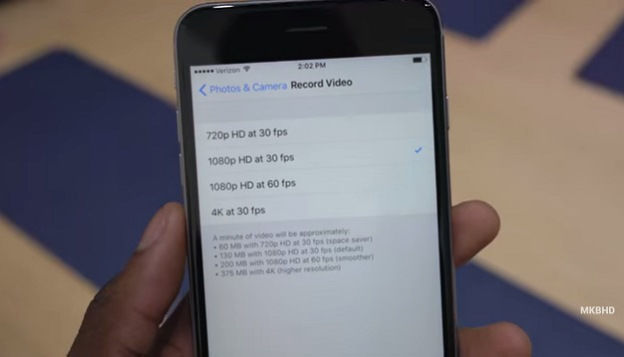 Verizon 2:02 PM
Photos & Camera Record Video
720p HD at 30 fps
1080p HD at 30 fps
1080p HD at 60 fps
4K at 30 fps
A minute of video will be approximately:
• 60 MB with 720p HD at 30 fps (space saver)
• 130 MB with 1080p HD at 30 fps (default)
• 200 MB with 1080p HD at 60 fps (smoother)
• 375 MB with 4K (higher resolution)
MKBHD